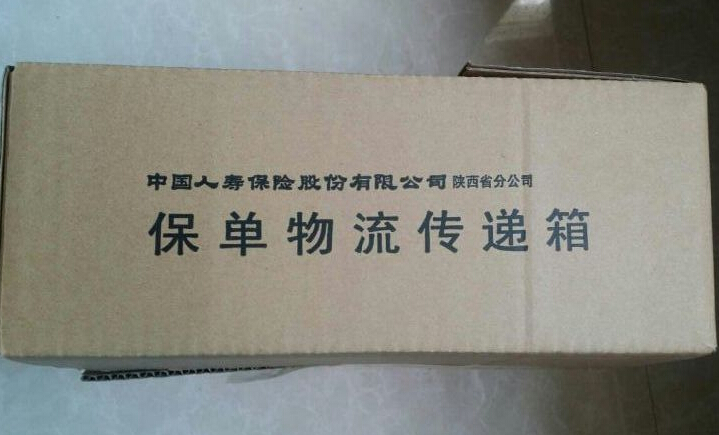 中国人寿保险股份有限公司 陕西省分公司
保单物流传递箱